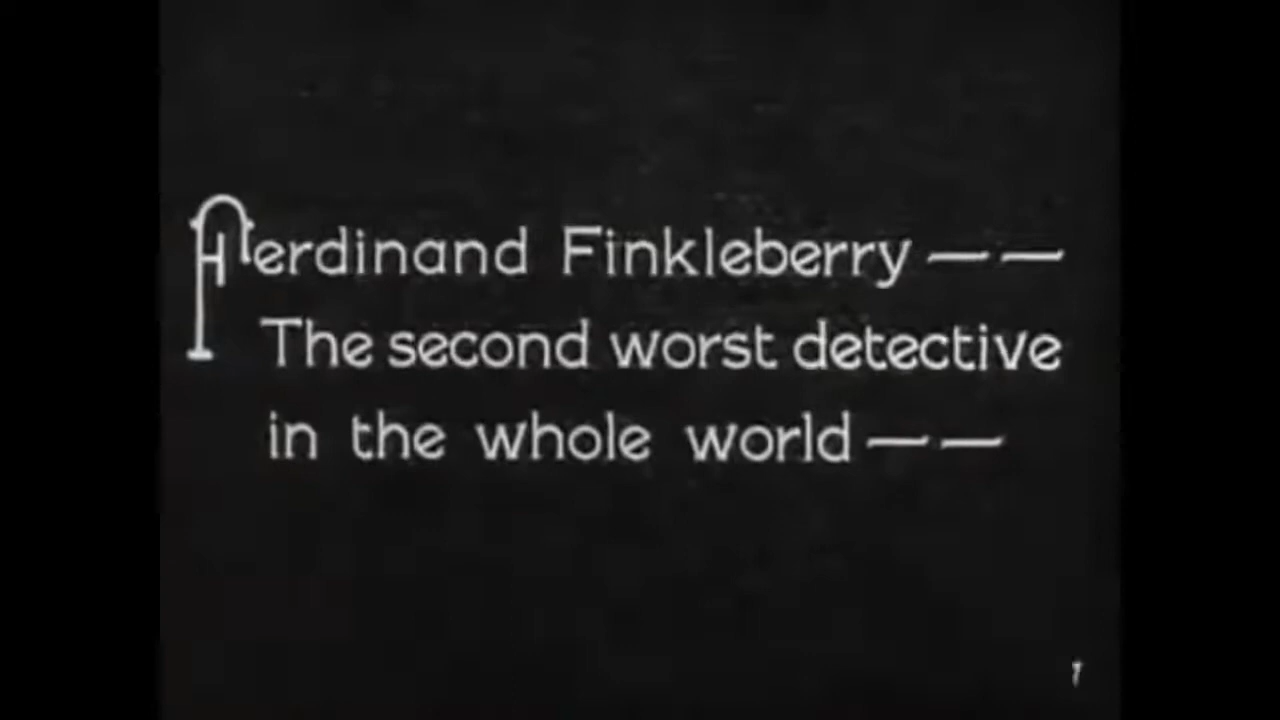 Ferdinand Finkleberry — —
The second worst detective
in the whole world — —